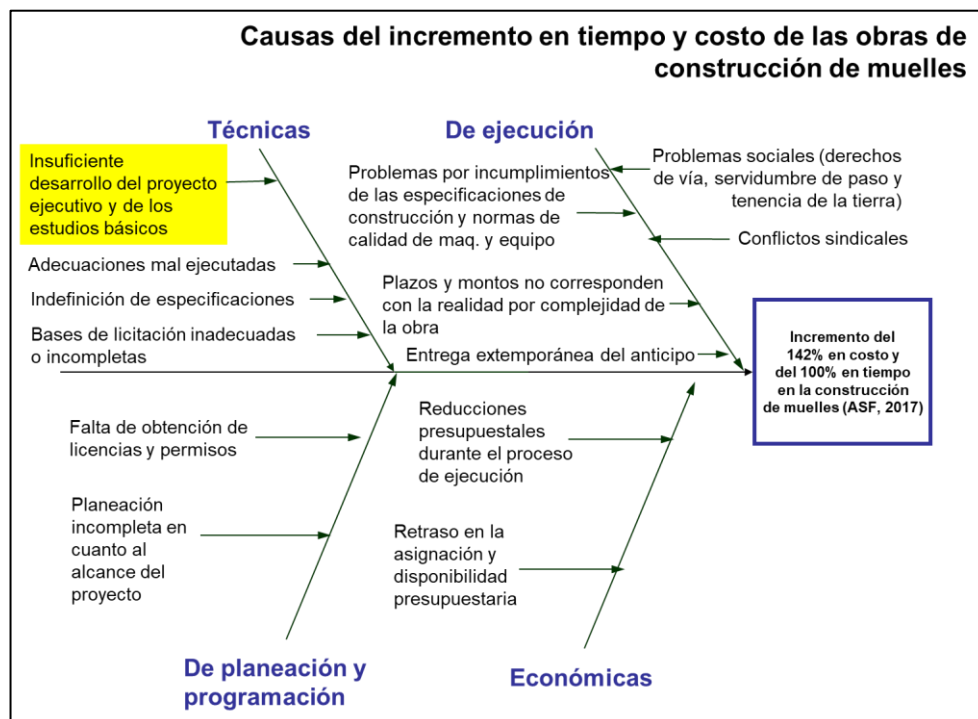 Causas del incremento en tiempo y costo de las obras de
construcción de muelles
Técnicas
Insuficiente
desarrollo del proyecto
ejecutivo y de los
estudios básicos
Adecuaciones mal ejecutadas
Indefinición de especificaciones
Bases de licitación inadecuadas
o incompletas
De ejecución
Problemas por incumplimientos
de las especificaciones de
construcción y normas de
calidad de maq. y equipo
Plazos y montos no corresponden
con la realidad por complejidad de
la obra
Entrega extemporánea del anticipo
Problemas sociales (derechos
de vía, servidumbre de paso y
tenencia de la tierra)
Conflictos sindicales
Incremento del
142% en costo y
del 100% en tiempo
en la construcción
de muelles (ASF, 2017)
Falta de obtención de
licencias y permisos
Planeación
incompleta en
cuanto al
alcance del
proyecto
De planeación y
programación
Reducciones
presupuestales
durante el proceso
de ejecución
Retraso en la
asignación y
disponibilidad
presupuestaria
Económicas